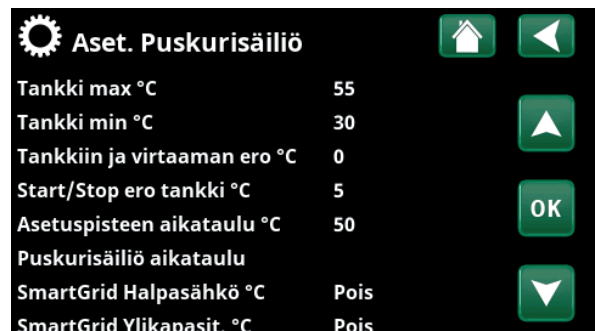 Aset. Puskurisäiliö
Tankki max °C 55
Tankki min °C 30
Tankkiin ja virtaaman ero °C 0
Start/Stop ero tankki °C 5
Asetuspisteen aikataulu °C 50
OK
Puskurisäiliö aikataulu
SmartGrid Halpasähkö °C Pois
SmartGrid Ylikapasit. °C Pois